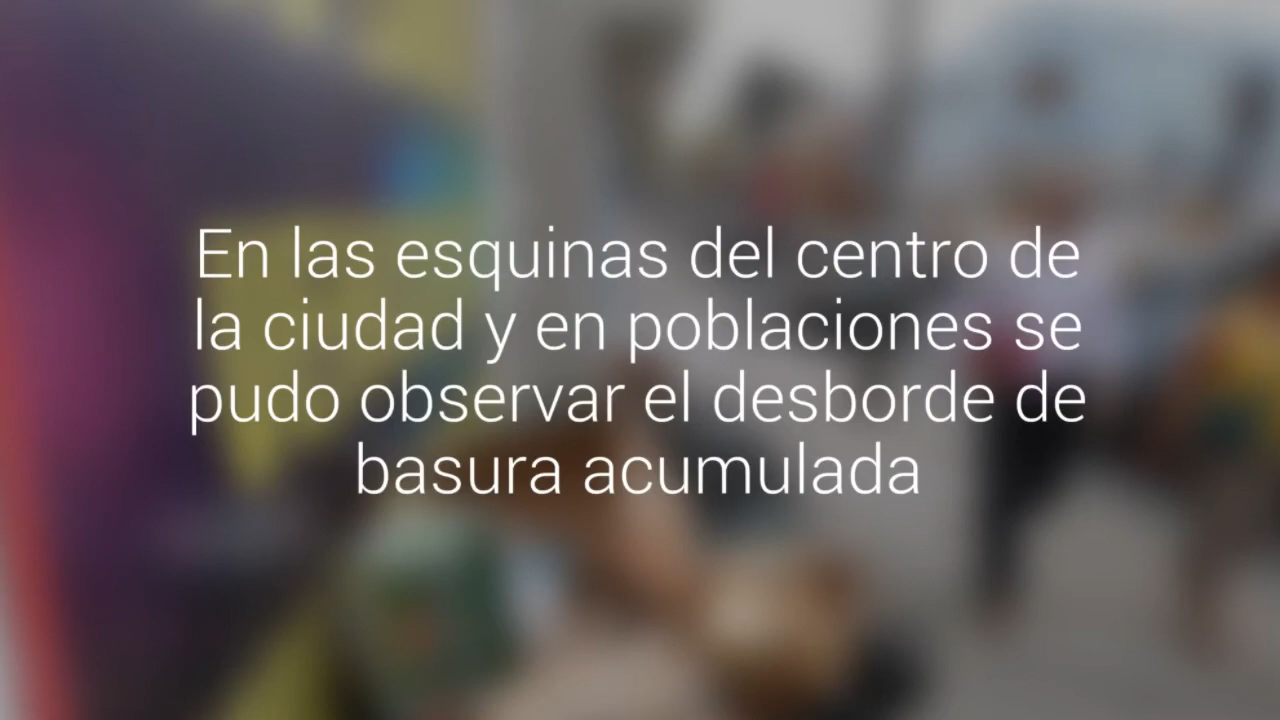 En las esquinas del centro de
la ciudad y en poblaciones se
pudo observar el desborde de
basura acumulada